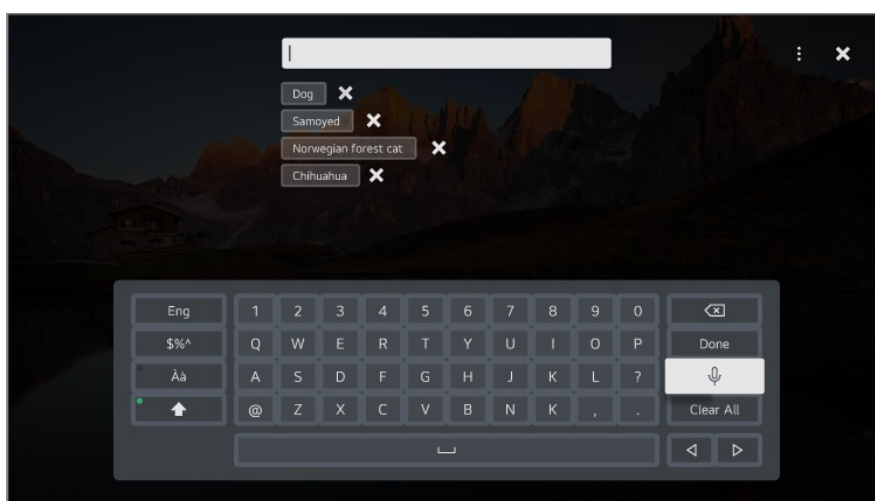 Dog
Samoyed
Norwegian forest cat
Chihuahua
Eng 1 2 3 4 5 6 7 8 9 0
$%^ Q W E R T Y U I O P Done
Àà A S D F G H J K L ?
@ Z X C V B N K , . Clear All